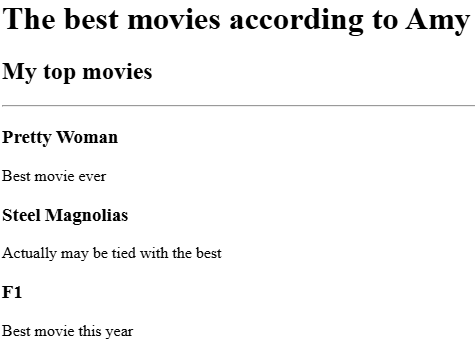 The best movies according to Amy
My top movies
Pretty Woman
Best movie ever
Steel Magnolias
Actually may be tied with the best
F1
Best movie this year